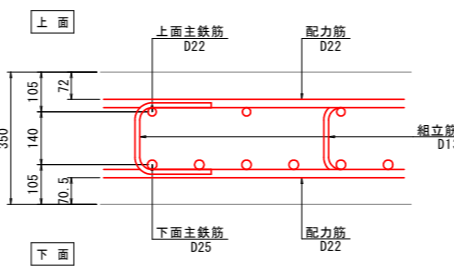 上 面
上面主鉄筋
D22
配力筋
D22
105
72
350
140
組立筋
D13
105
70.5
下面主鉄筋
D25
配力筋
D22
下 面